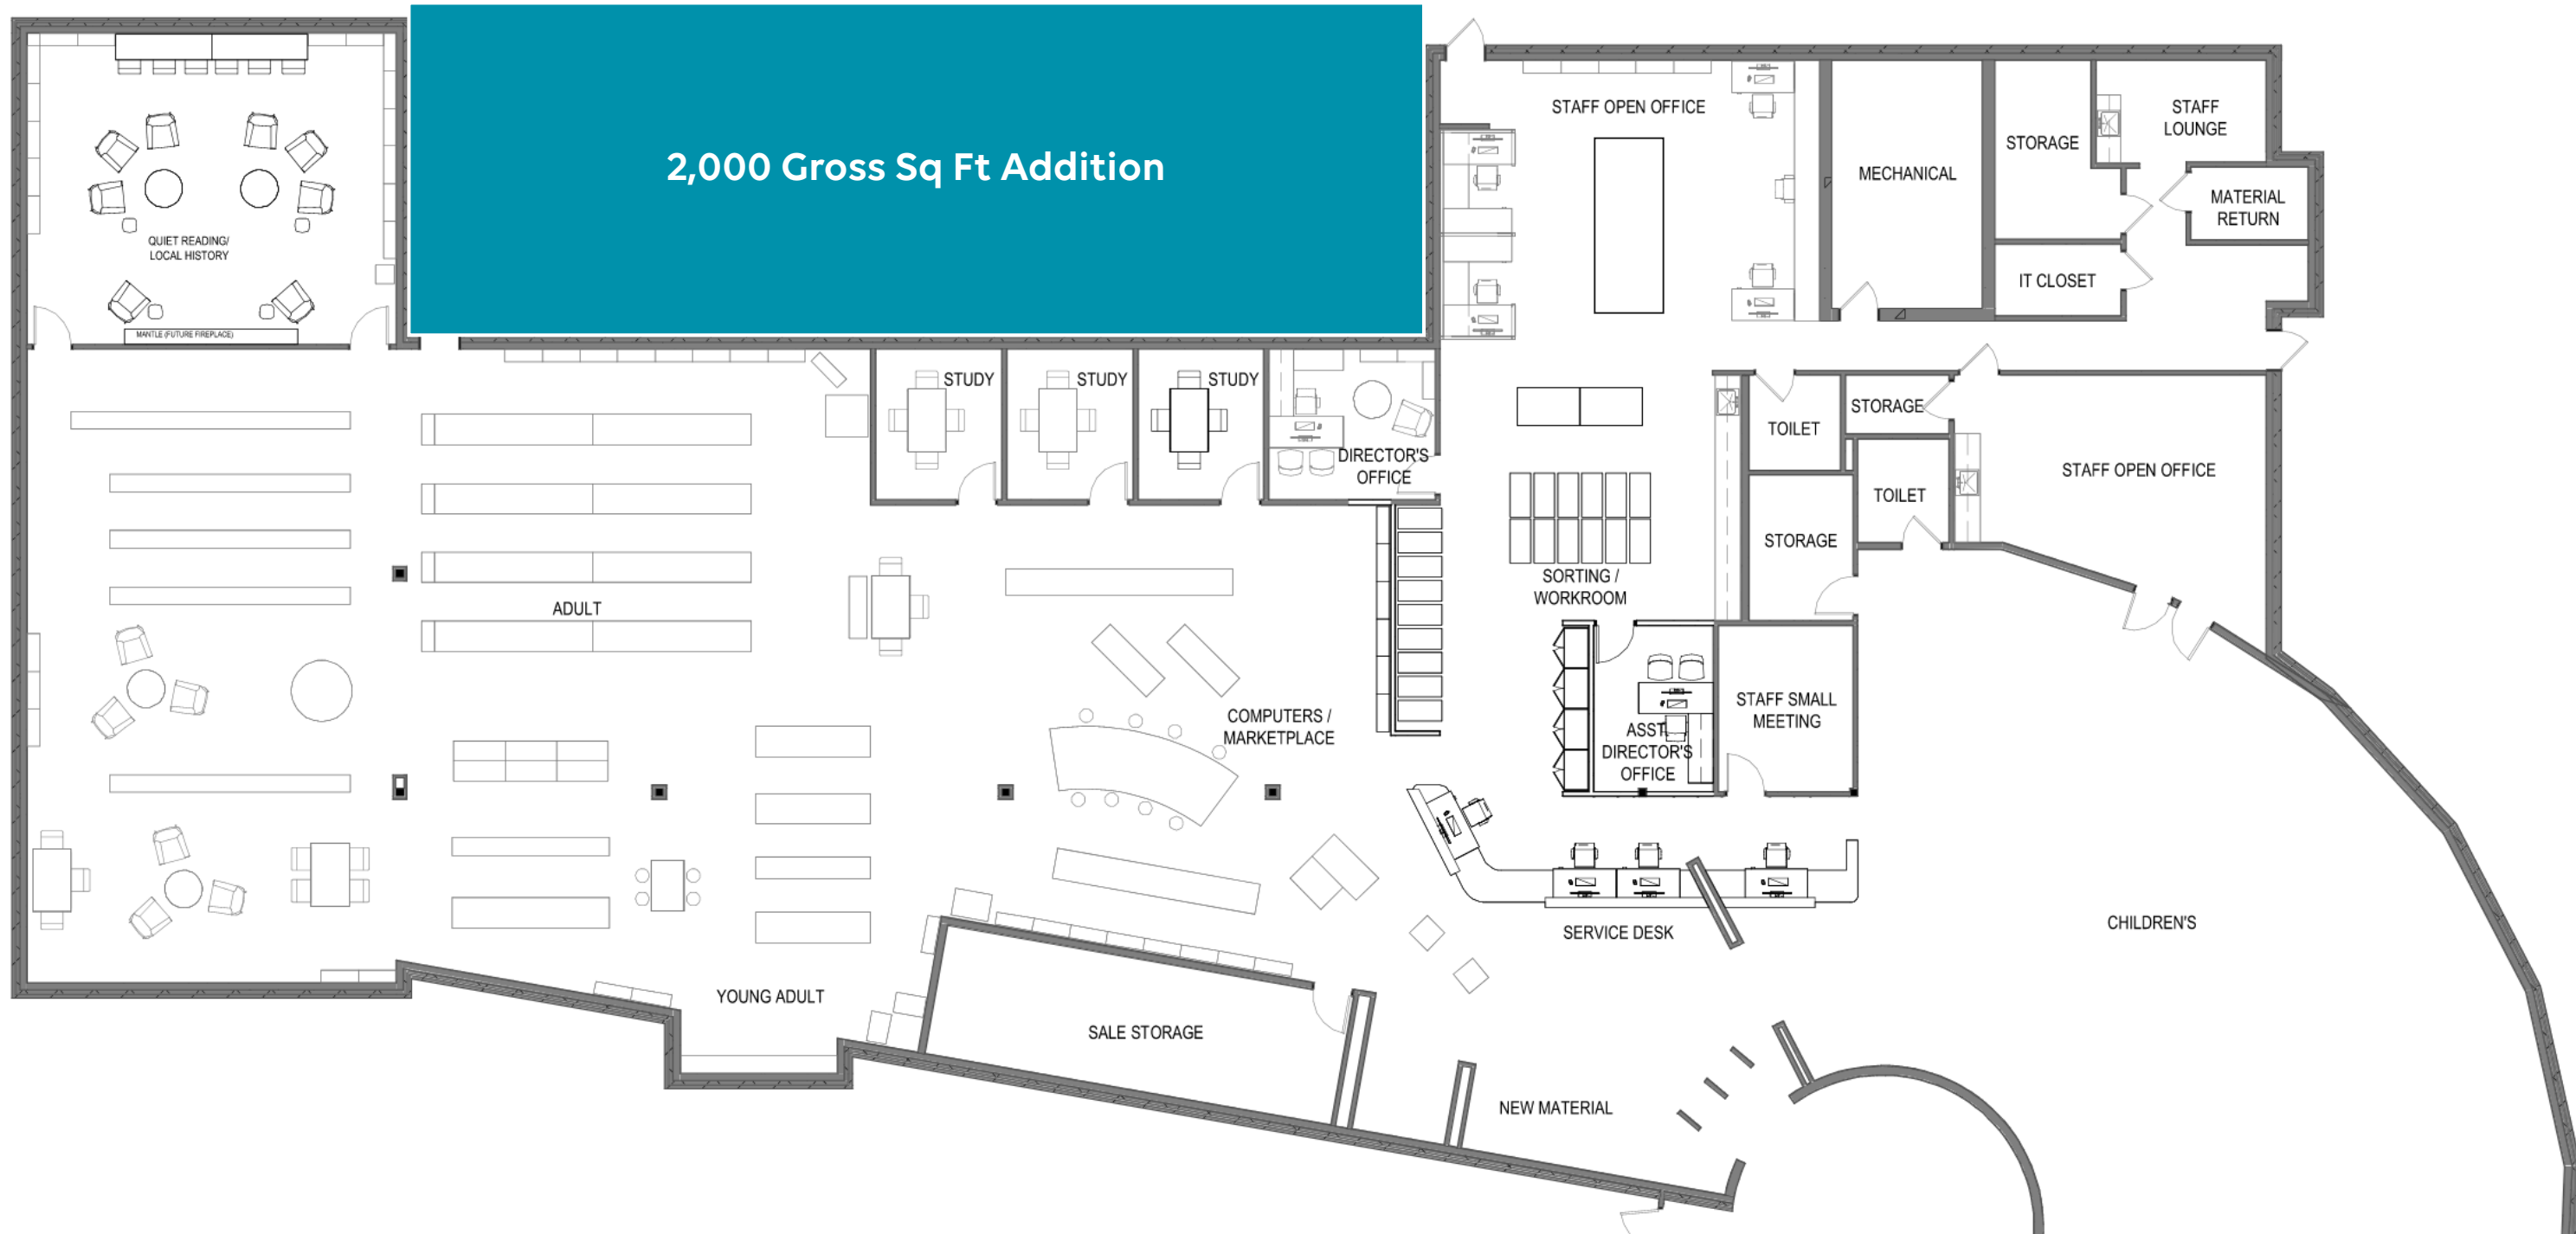 2,000 Gross Sq Ft Addition
STAFF OPEN OFFICE
MECHANICAL
STORAGE
STAFF
LOUNGE
MATERIAL
RETURN
IT CLOSET
QUIET READING/
LOCAL HISTORY
MANTLE (FUTURE FIREPLACE)
STUDY
STUDY
STUDY
DIRECTOR'S
OFFICE
TOILET
STORAGE
TOILET
STAFF OPEN OFFICE
STORAGE
SORTING /
WORKROOM
ADULT
COMPUTERS /
MARKETPLACE
ASST.
DIRECTOR'S
OFFICE
STAFF SMALL
MEETING
SERVICE DESK
CHILDREN'S
YOUNG ADULT
SALE STORAGE
NEW MATERIAL